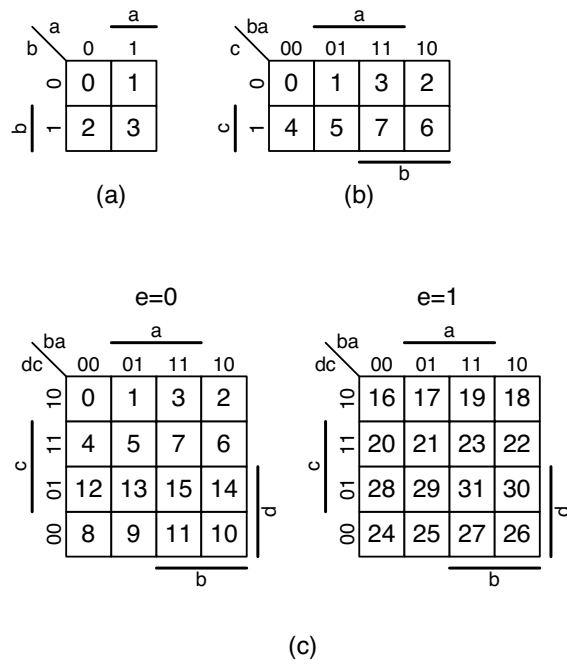 a
a
b 0 1
0 0 1
b 1 2 3
(a)
a
ba
c 00 01 11 10
0 0 1 3 2
c 1 4 5 7 6
b
(b)
e=0
a
ba
dc 00 01 11 10
10 0 1 3 2
11 4 5 7 6
c
01 12 13 15 14
d
00 8 9 11 10
b
e=1
a
ba
dc 00 01 11 10
10 16 17 19 18
11 20 21 23 22
c
01 28 29 31 30
d
00 24 25 27 26
b
(c)